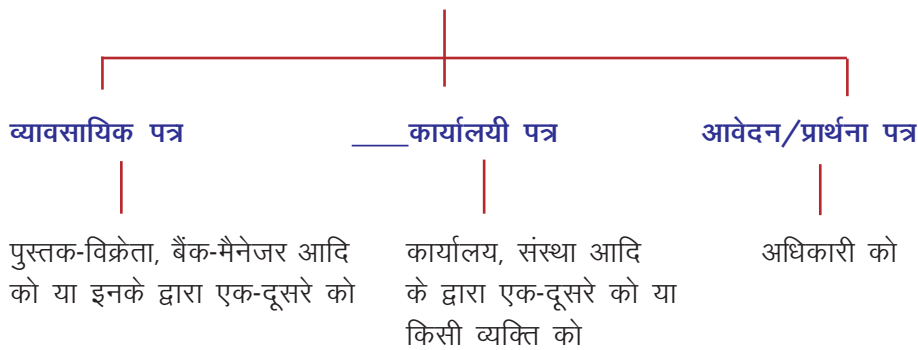 व्यावसायिक पत्र
____कार्यालयी पत्र
आवेदन/प्रार्थना पत्र
पुस्तक-विक्रेता, बैंक-मैनेजर आदि
को या इनके द्वारा एक-दूसरे को
कार्यालय, संस्था आदि
के द्वारा एक-दूसरे को या
किसी व्यक्ति को
अधिकारी को